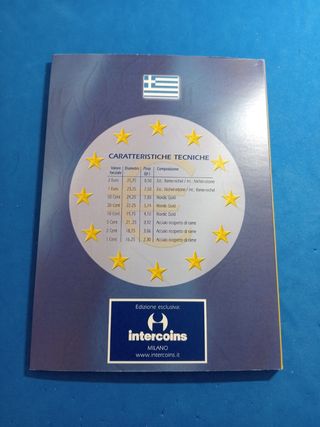 CARATTERISTICHE TECNICHE
Valore facciale Diametro Peso (gr.) Composizione
2 Euro 25,75 8,50
1 Euro 23,25 7,50
50 Cent 24,25 7,80 Nordic Gold
20 Cent 22,25 5,74 Nordic Gold
10 Cent 19,75 4,10 Nordic Gold
5 Cent 21,25 3,92 Acciaio ricoperto di rame
2 Cent 18,75 3,06 Acciaio ricoperto di rame
1 Cent 16,25 2,30 Acciaio ricoperto di rame
Edizione esclusiva:
intercoins
MILANO
www.intercoins.it